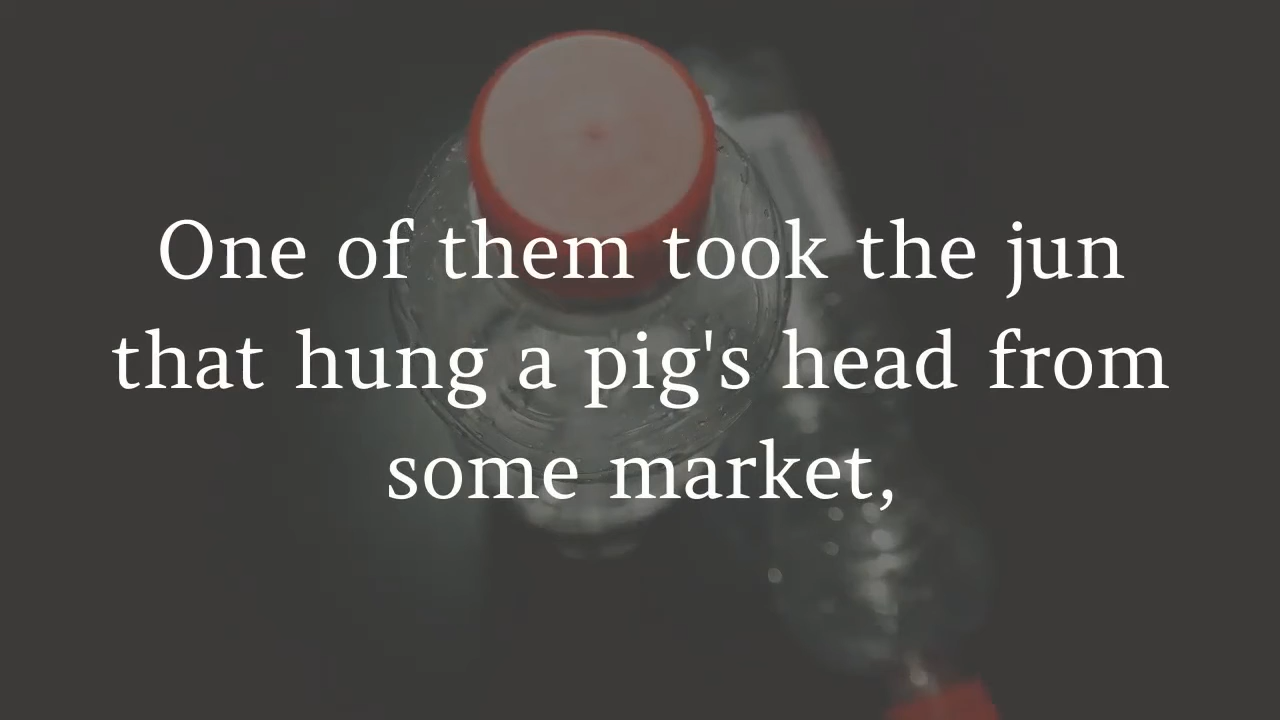 One of them took the jun
that hung a pig's head from
some market,